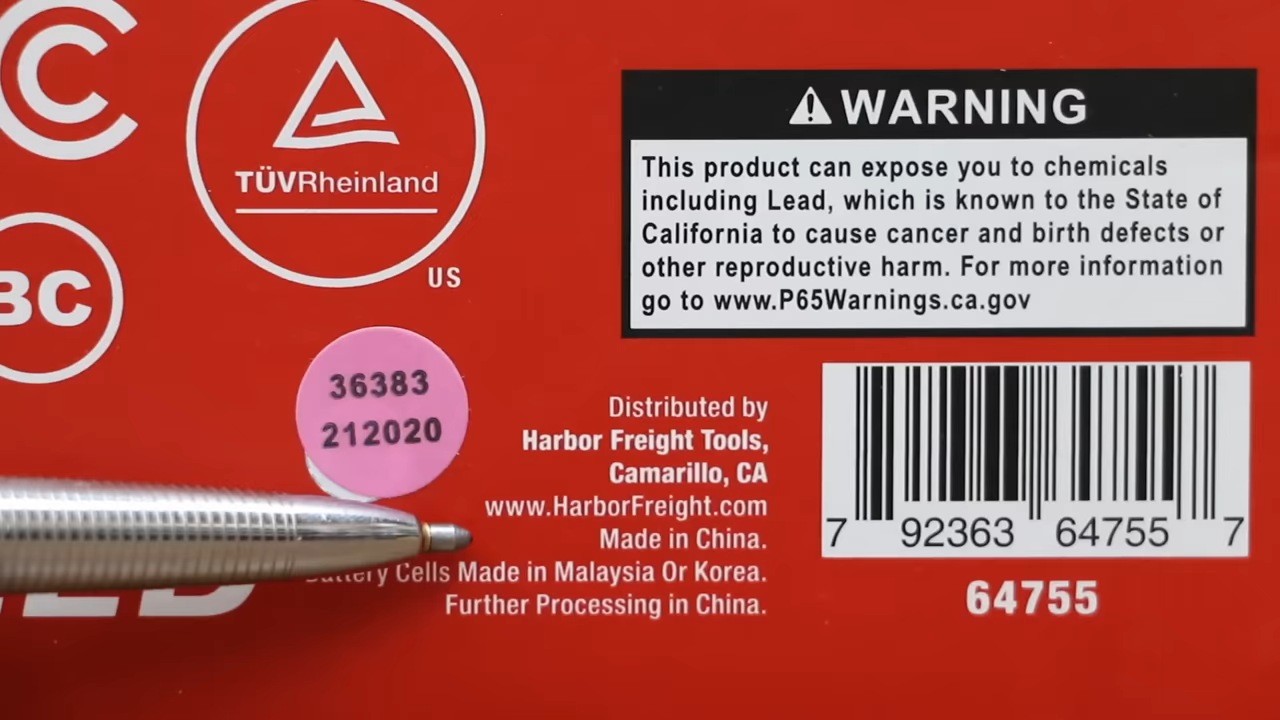 C
TÜVRheinland
US
BC
36383
212020
WARNING
This product can expose you to chemicals
including Lead, which is known to the State of
California to cause cancer and birth defects or
other reproductive harm. For more information
go to www.P65Warnings.ca.gov
Distributed by
Harbor Freight Tools,
Camarillo, CA
www.HarborFreight.com
Made in China.
Battery Cells Made in Malaysia Or Korea.
Further Processing in China.
7 92363 64755 7
64755